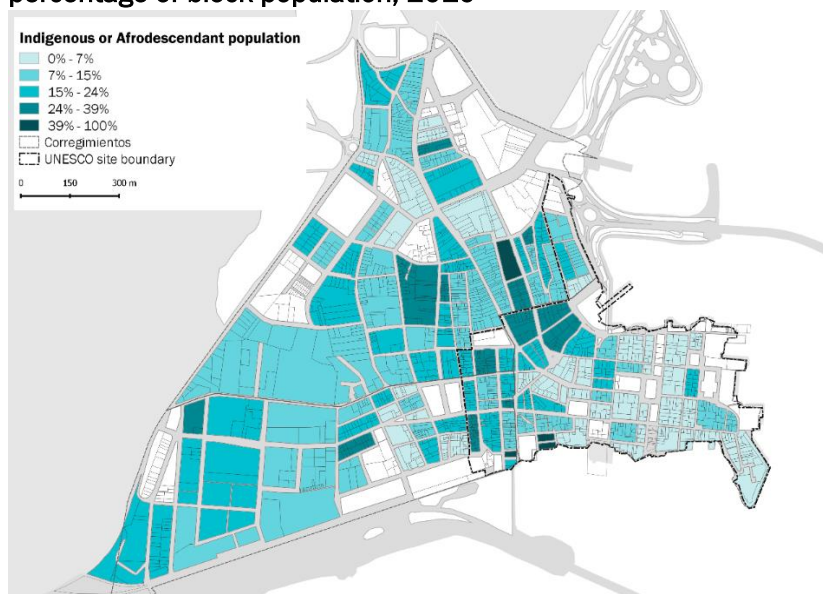 percentage of block population,
Indigenous or Afrodescendant population
0% - 7%
7% - 15%
15% - 24%
24% - 39%
39% - 100%
Corregimientos
UNESCO site boundary
0 150 300 m